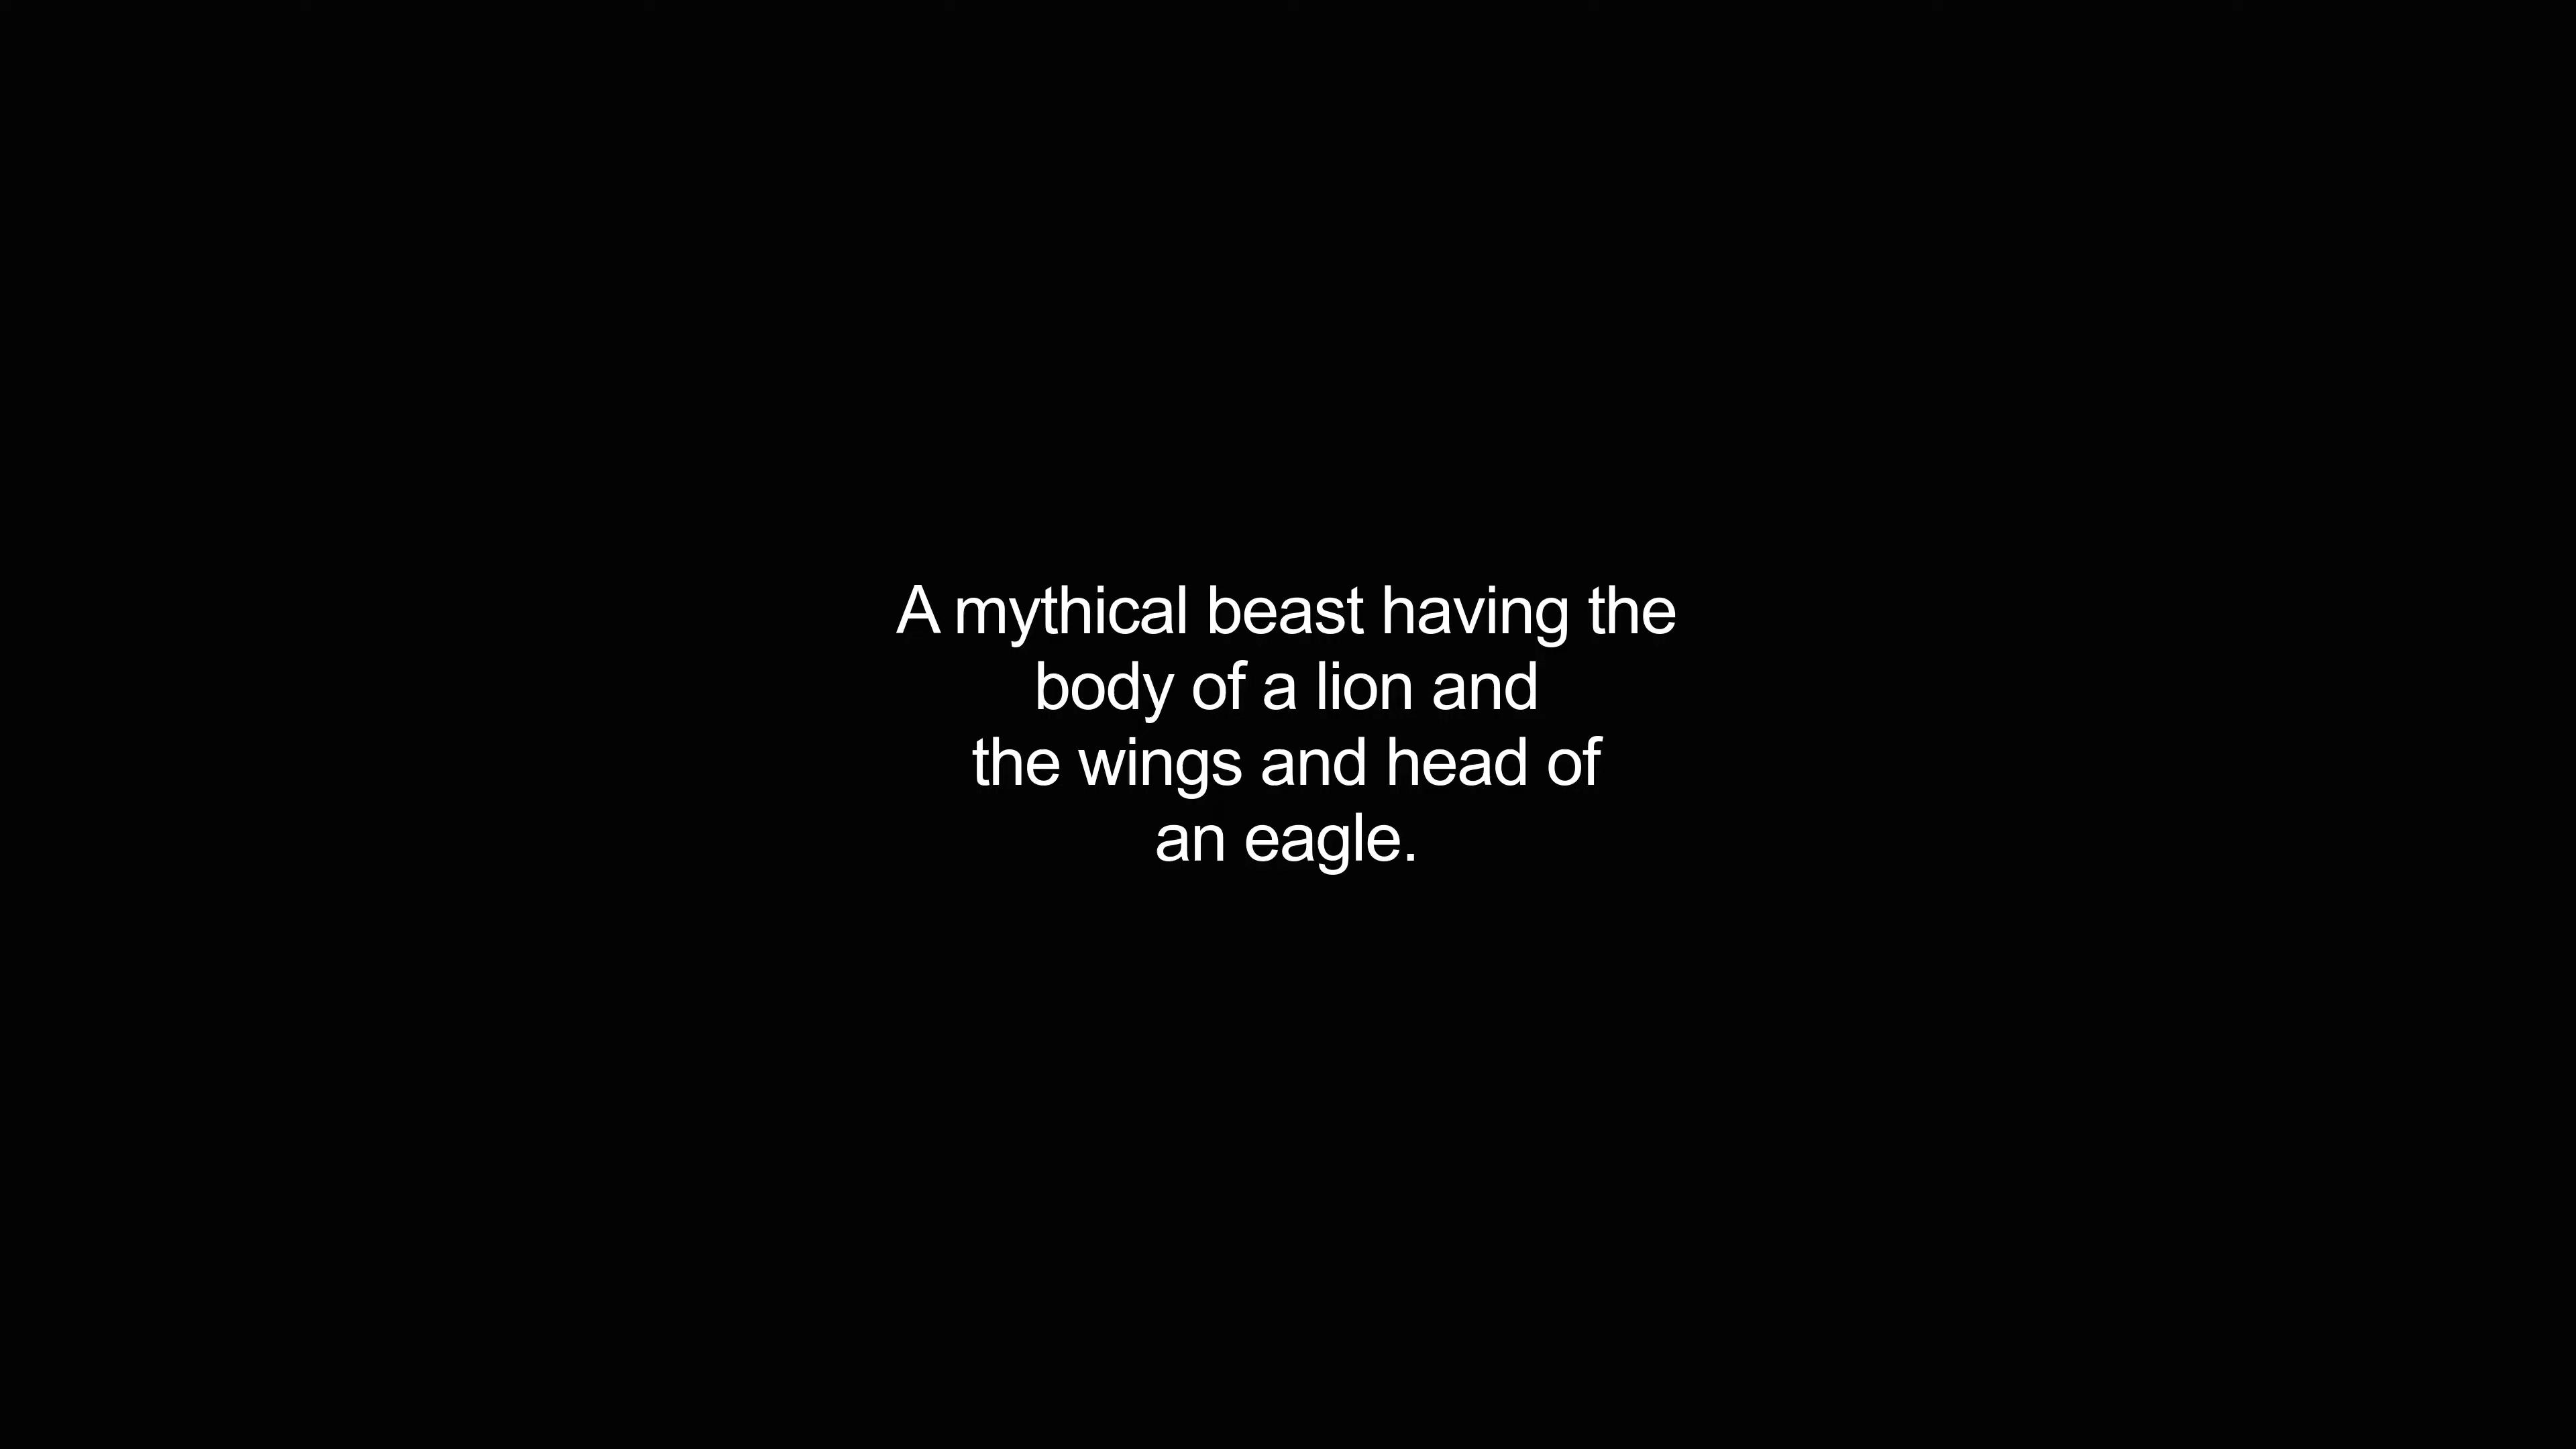 A mythical beast having the
body of a lion and
the wings and head of
an eagle.